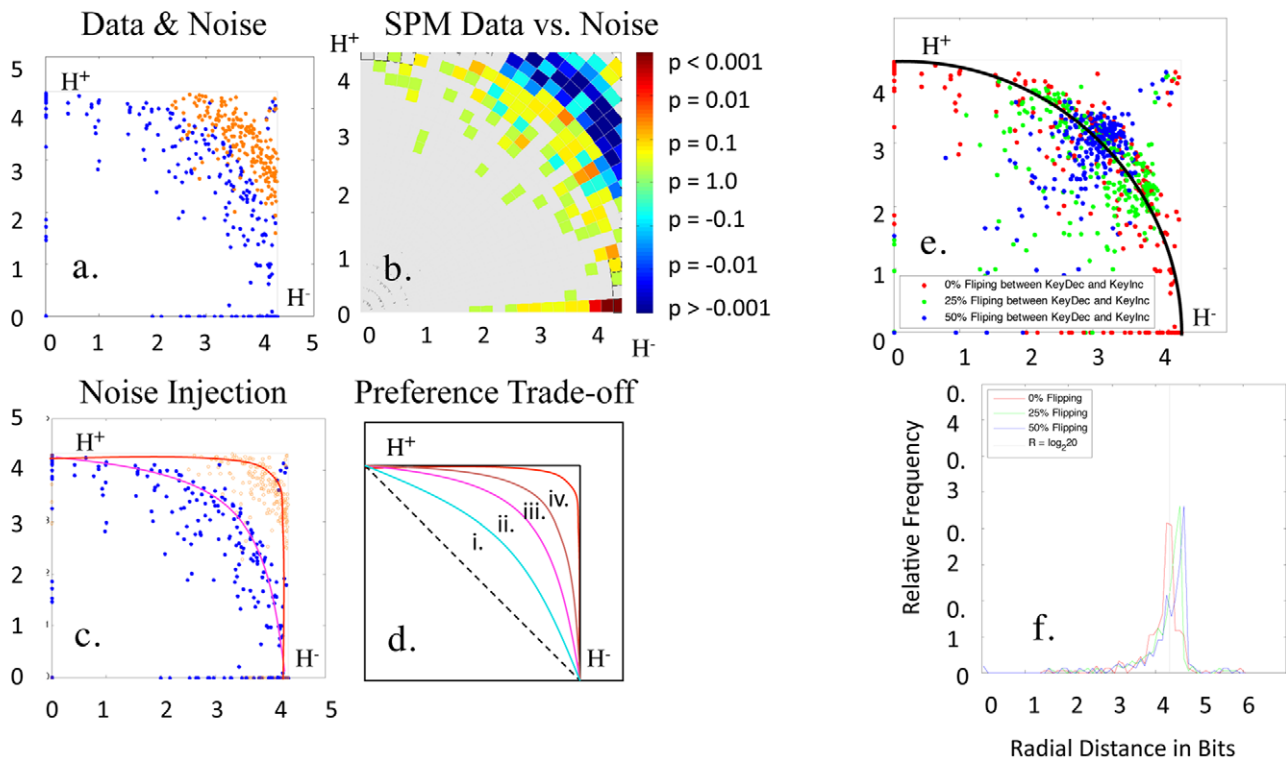 Data & Noise
5
4
3
2
1
0
0 1 2 3 4 5
H+
H-
a.
SPM Data vs. Noise
H+
4
3
2
1
0
0 1 2 3 4
H-
b.
p < 0.001
p = 0.01
p = 0.1
p = 1.0
p = -0.1
p = -0.01
p > -0.001
Noise Injection
5
4
3
2
1
0
0 1 2 3 4 5
H+
H-
c.
Preference Trade-off
H+
i.
ii.
iii.
iv.
d.
H-
5
4
3
2
1
0
0 1 2 3 4
H+
H-
e.
0% Fliping between KeyDec and KeyInc
25% Fliping between KeyDec and KeyInc
50% Fliping between KeyDec and KeyInc
Relative Frequency
0.
4
0.
3
0.
2
0.
1
0
0% Flipping
25% Flipping
50% Flipping
R = log₂20
f.
0 1 2 3 4 5 6
Radial Distance in Bits